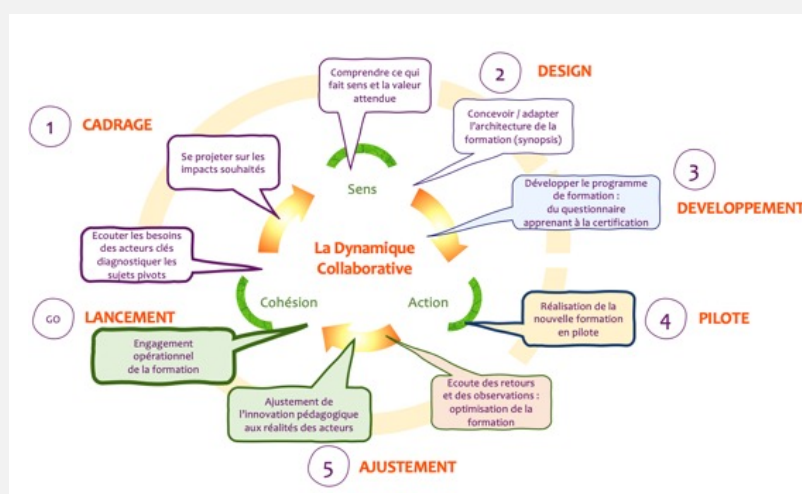 1 CADRAGE
Ecouter les besoins
des acteurs clés
diagnostiquer les
sujets pivots
Se projeter sur les
impacts souhaités
Comprendre ce qui
fait sens et la valeur
attendue
2 DESIGN
Concevoir / adapter
l'architecture de la
formation (synopsis)
3
DEVELOPPEMENT
Développer le programme
de formation :
du questionnaire
apprenant à la certification
Sens
La Dynamique
Collaborative
Cohésion
Action
4 PILOTE
Réalisation de la
nouvelle formation
en pilote
5 AJUSTEMENT
Ecoute des retours
et des observations :
optimisation de la
formation
Ajustement de
l'innovation pédagogique
aux réalités des acteurs
GO LANCEMENT
Engagement
opérationnel
de la formation